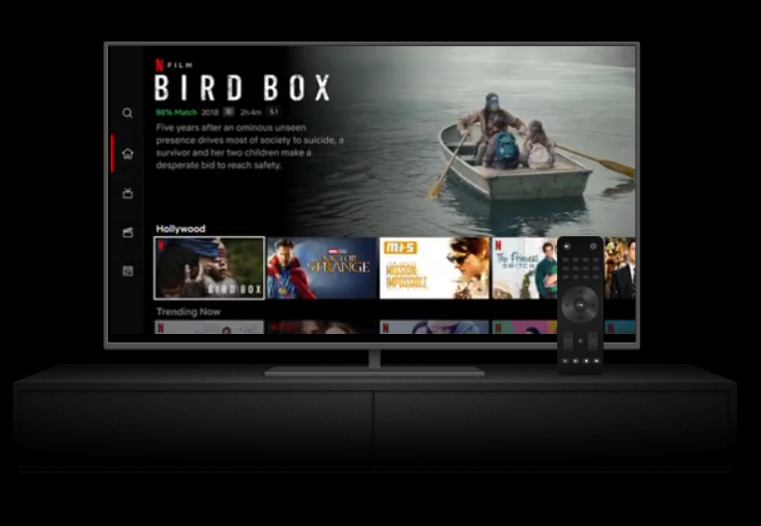 N FILM
BIRD BOX
98% Match 2018 2h 4m 5.1
Five years after an ominous unseen
presence drives most of society to suicide, a
survivor and her two children make a
desperate bid to reach safety.
Hollywood
N
BIRD BOX
DOCTOR
STRANGE
M:I-5
MISSION:
IMPOSSIBLE
N
The Princess
SWITCH
Trending Now
N
N
N